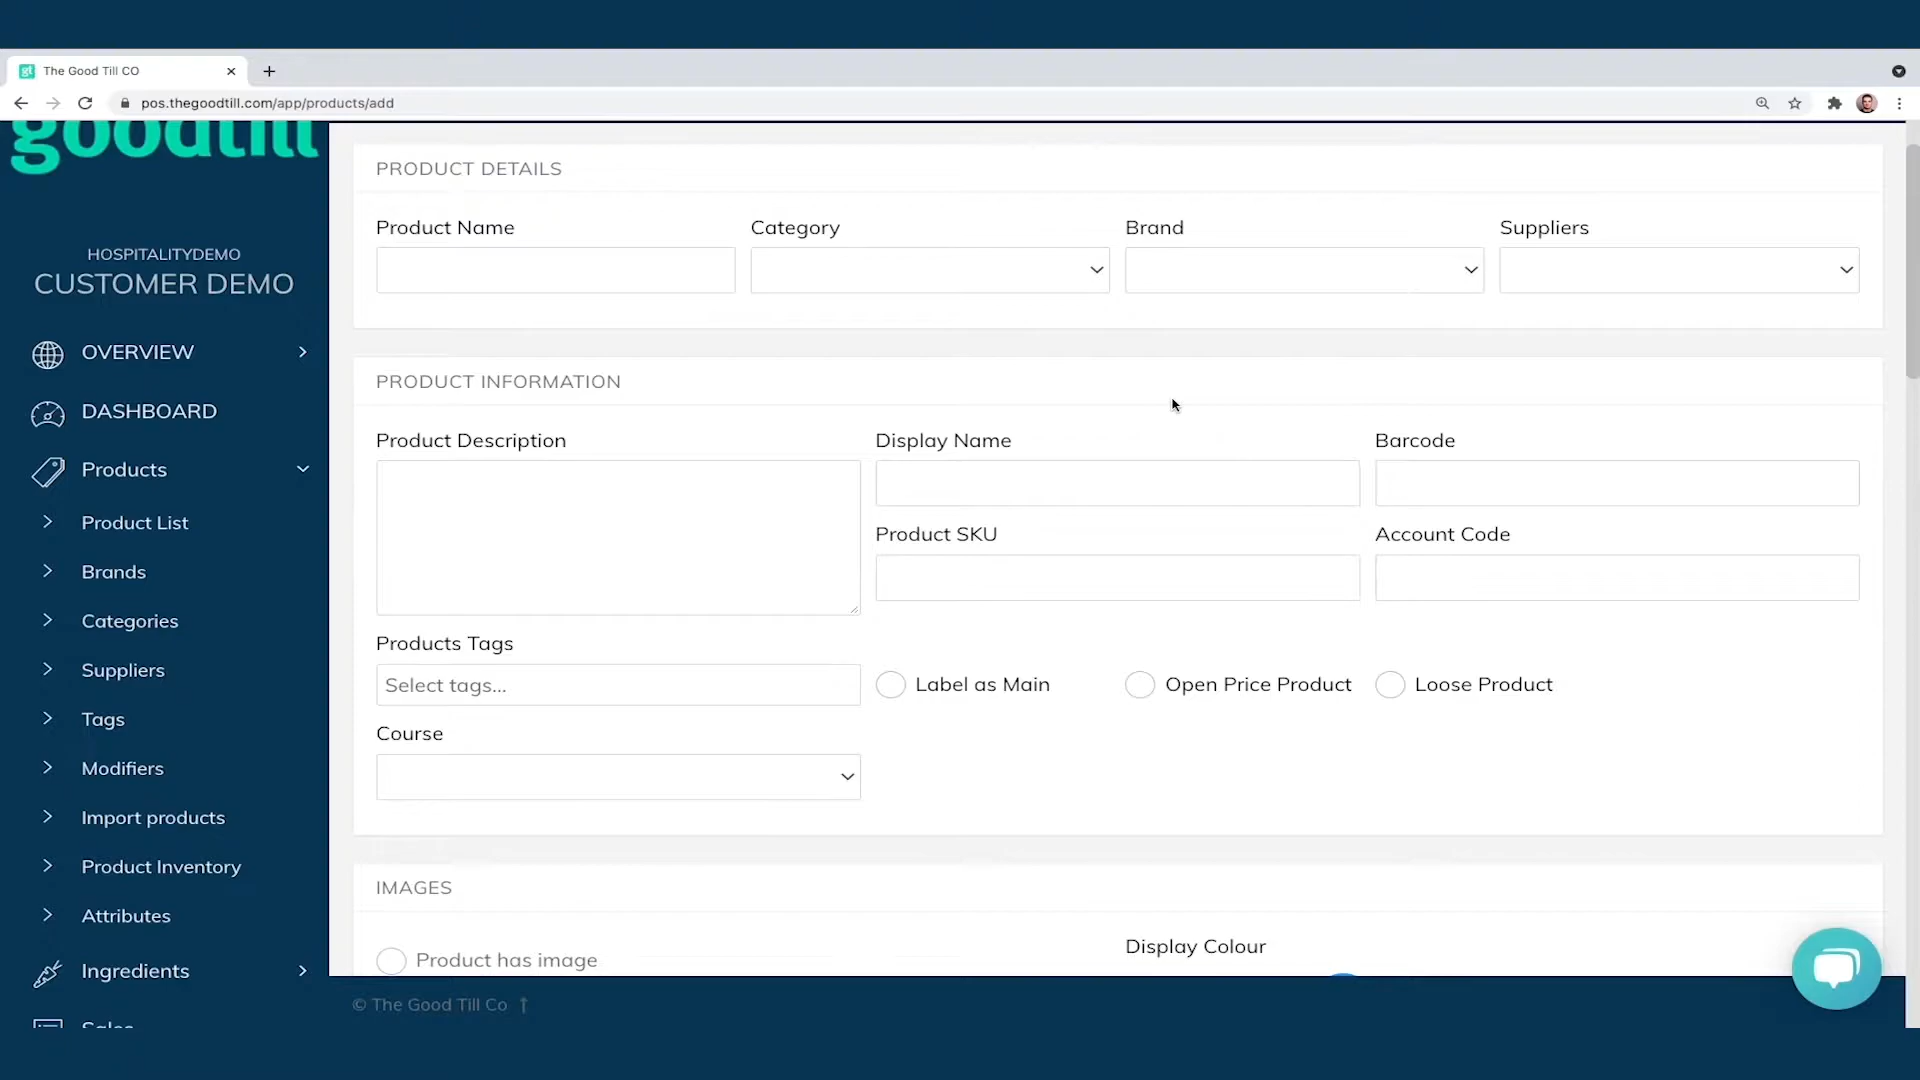 The Good Till CO
pos.thegoodtill.com/app/products/add
goodtill
HOSPITALITYDEMO
CUSTOMER DEMO
OVERVIEW
DASHBOARD
Products
Product List
Brands
Categories
Suppliers
Tags
Modifiers
Import products
Product Inventory
Attributes
Ingredients
Sales
PRODUCT DETAILS
Product Name Category Brand Suppliers
PRODUCT INFORMATION
Product Description Display Name Barcode
Product SKU Account Code
Products Tags
Select tags...
Label as Main Open Price Product Loose Product
Course
IMAGES
Product has image
Display Colour
© The Good Till Co